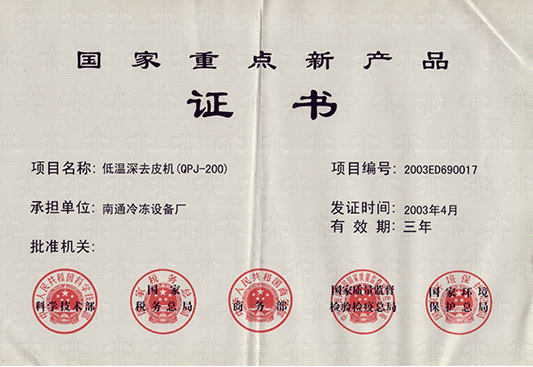 国家重点新产品
证书
项目名称: 低温深去皮机(QPJ-200)
项目编号: 2003ED690017
承担单位: 南通冷冻设备厂
发证时间: 2003年4月
有效期: 三年
批准机关:
科学技术部
国家
税务总局
商务部
国家质量监督
检验检疫总局
国家环境
保护总局